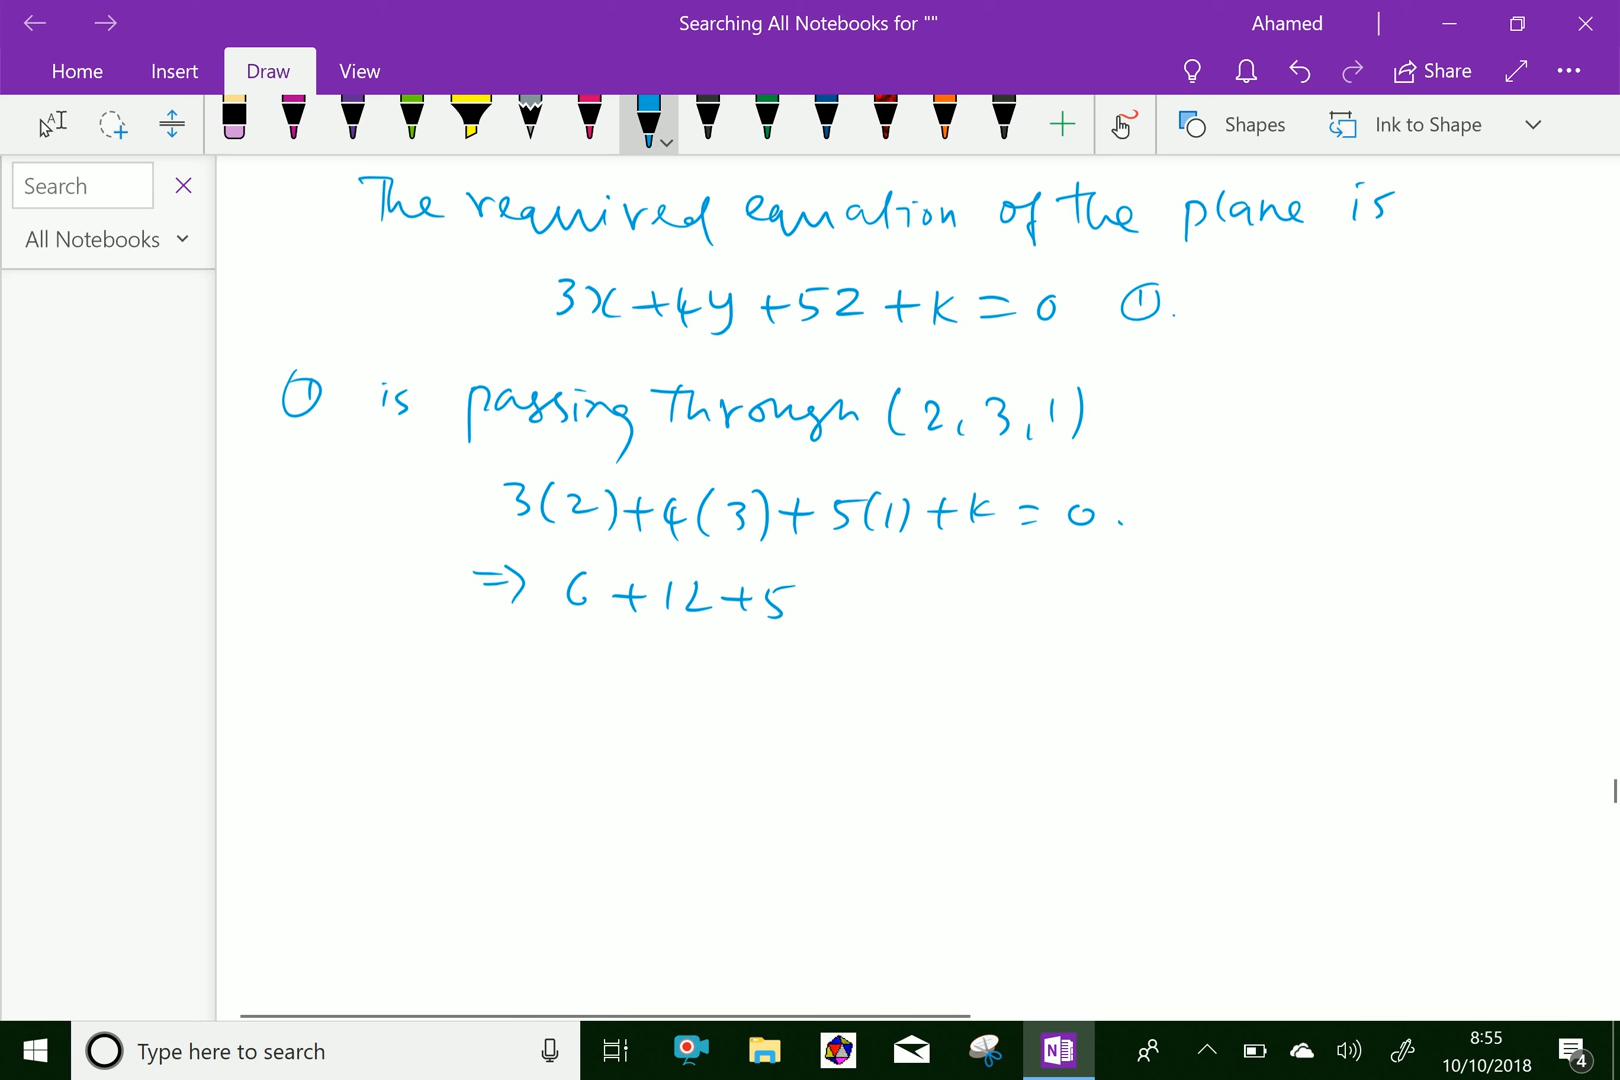 Searching All Notebooks for ""
Ahamed
Home Insert Draw View
Share
Shapes Ink to Shape
Search
All Notebooks
The required equation of the plane is
3x+4y+5z+k=0 ①.
① is passing through (2,3,1)
3(2)+4(3)+5(1)+k=0.
⇒ 6+12+5
Type here to search
8:55
10/10/2018
4